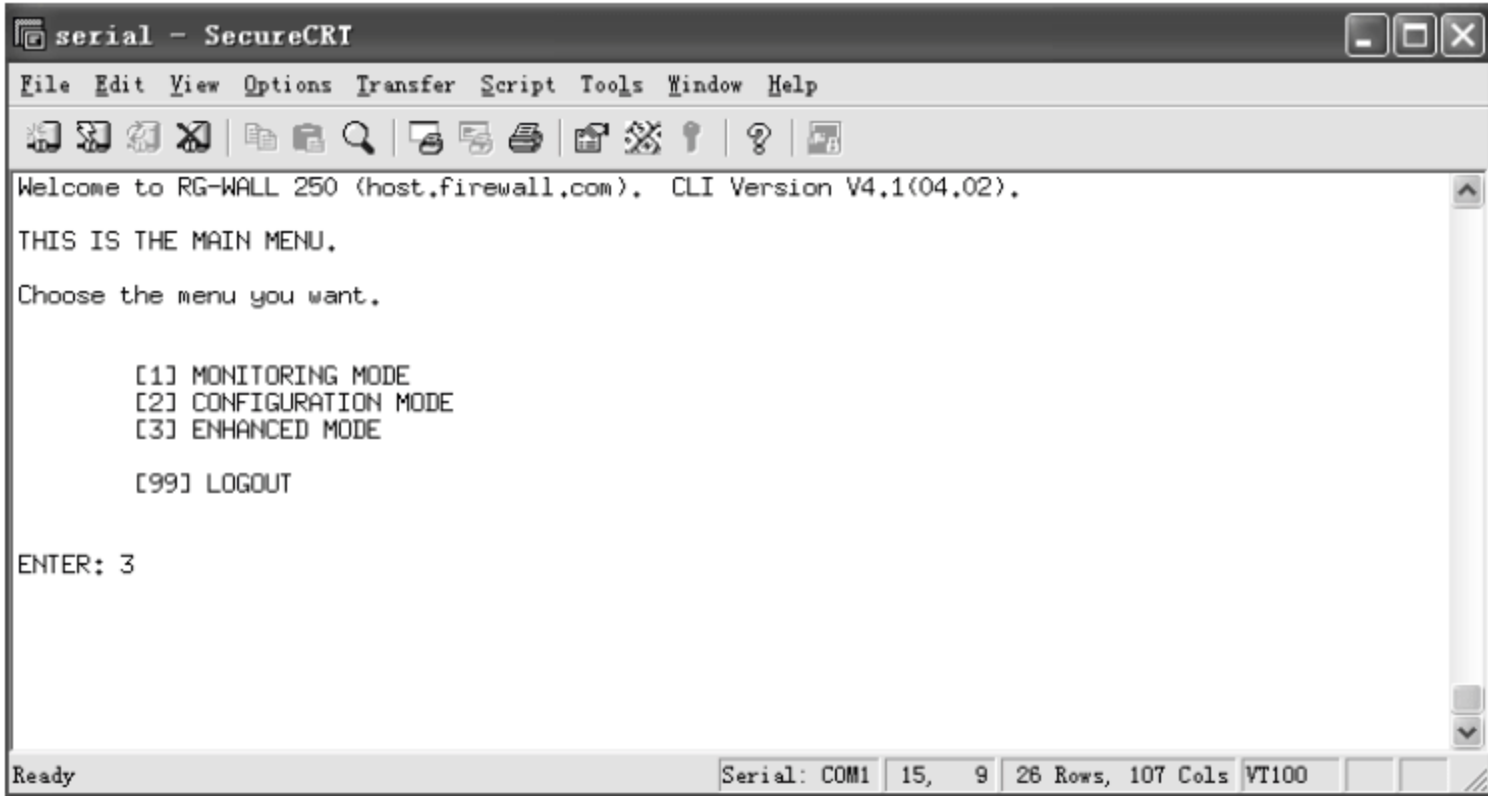 serial - SecureCRT
File Edit View Options Transfer Script Tools Window Help
Welcome to RG-WALL 250 (host.firewall.com).  CLI Version V4.1(04.02).
THIS IS THE MAIN MENU.
Choose the menu you want.
[1] MONITORING MODE
[2] CONFIGURATION MODE
[3] ENHANCED MODE
[99] LOGOUT
ENTER: 3
Ready Serial: COM1 15, 9 26 Rows, 107 Cols VT100